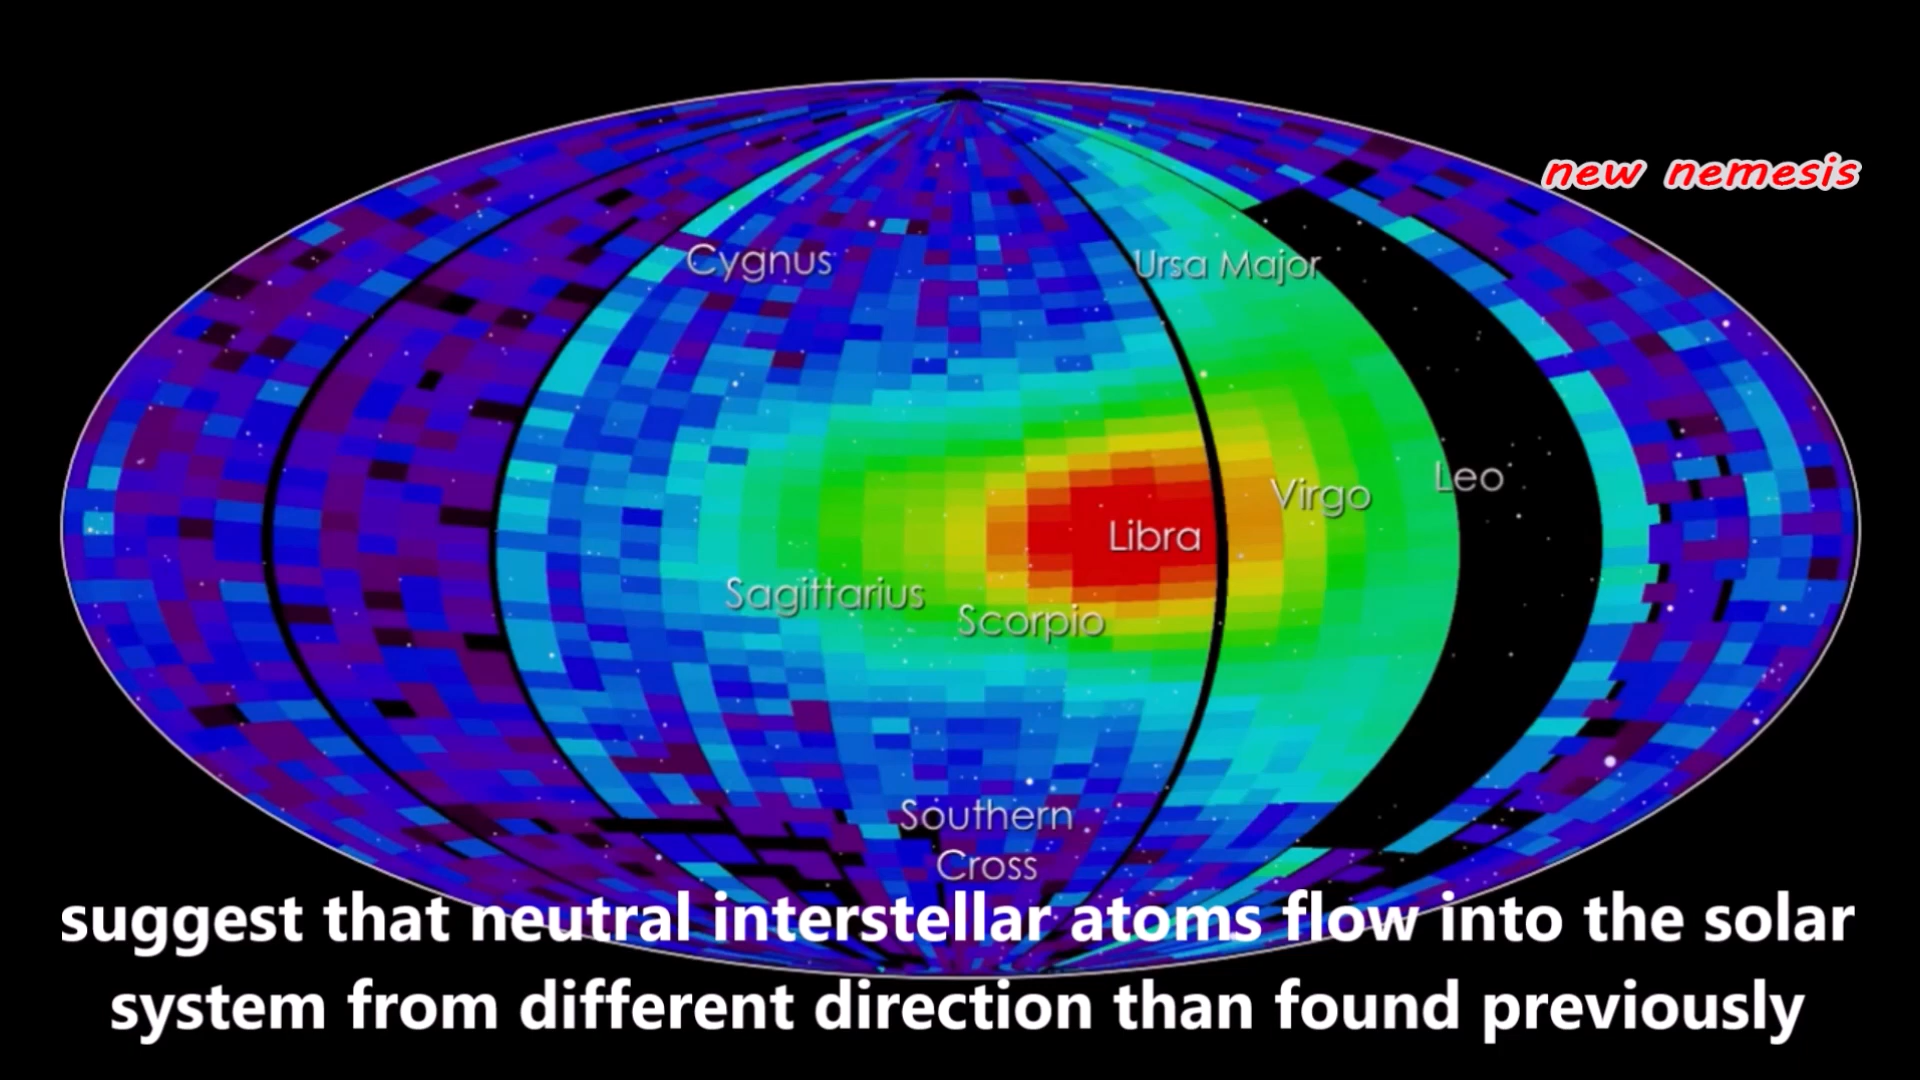 new nemesis
Cygnus
Ursa Major
Leo
Virgo
Libra
Sagittarius
Scorpio
Southern
Cross
suggest that neutral interstellar atoms flow into the solar
system from different direction than found previously